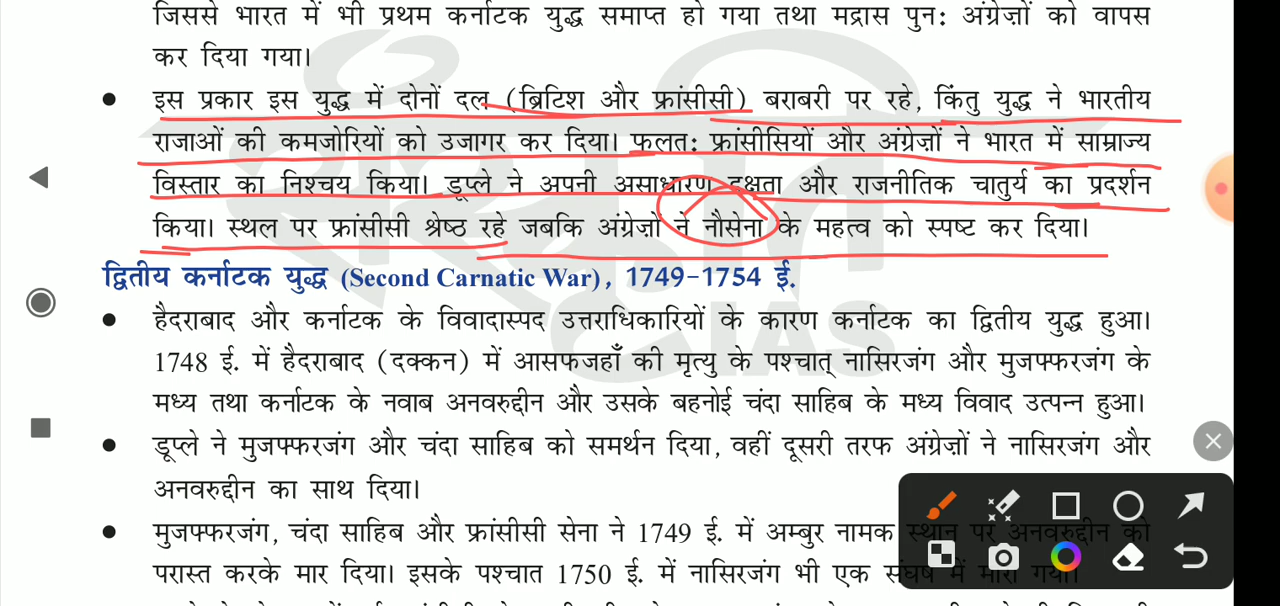 जिससे भारत में भी प्रथम कर्नाटक युद्ध समाप्त हो गया तथा मद्रास पुन: अंग्रेज़ों को वापस
कर दिया गया।
● इस प्रकार इस युद्ध में दोनों दल (ब्रिटिश और फ्रांसीसी) बराबरी पर रहे, किंतु युद्ध ने भारतीय
राजाओं की कमजोरियों को उजागर कर दिया। फलत: फ्रांसीसियों और अंग्रेज़ों ने भारत में साम्राज्य
विस्तार का निश्चय किया। डूप्ले ने अपनी असाधारण दक्षता और राजनीतिक चातुर्य का प्रदर्शन
किया। स्थल पर फ्रांसीसी श्रेष्ठ रहे जबकि अंग्रेज़ों ने नौसेना के महत्व को स्पष्ट कर दिया।
द्वितीय कर्नाटक युद्ध (Second Carnatic War), 1749-1754 ई.
● हैदराबाद और कर्नाटक के विवादास्पद उत्तराधिकारियों के कारण कर्नाटक का द्वितीय युद्ध हुआ।
1748 ई. में हैदराबाद (दक्कन) में आसफजहाँ की मृत्यु के पश्चात् नासिरजंग और मुजफ्फरजंग के
मध्य तथा कर्नाटक के नवाब अनवरुद्दीन और उसके बहनोई चंदा साहिब के मध्य विवाद उत्पन्न हुआ।
● डूप्ले ने मुजफ्फरजंग और चंदा साहिब को समर्थन दिया, वहीं दूसरी तरफ अंग्रेज़ों ने नासिरजंग और
अनवरुद्दीन का साथ दिया।
● मुजफ्फरजंग, चंदा साहिब और फ्रांसीसी सेना ने 1749 ई. में अम्बुर नामक स्थान पर अनवरुद्दीन को
परास्त करके मार दिया। इसके पश्चात 1750 ई. में नासिरजंग भी एक संघर्ष में मारा गया।
IAS